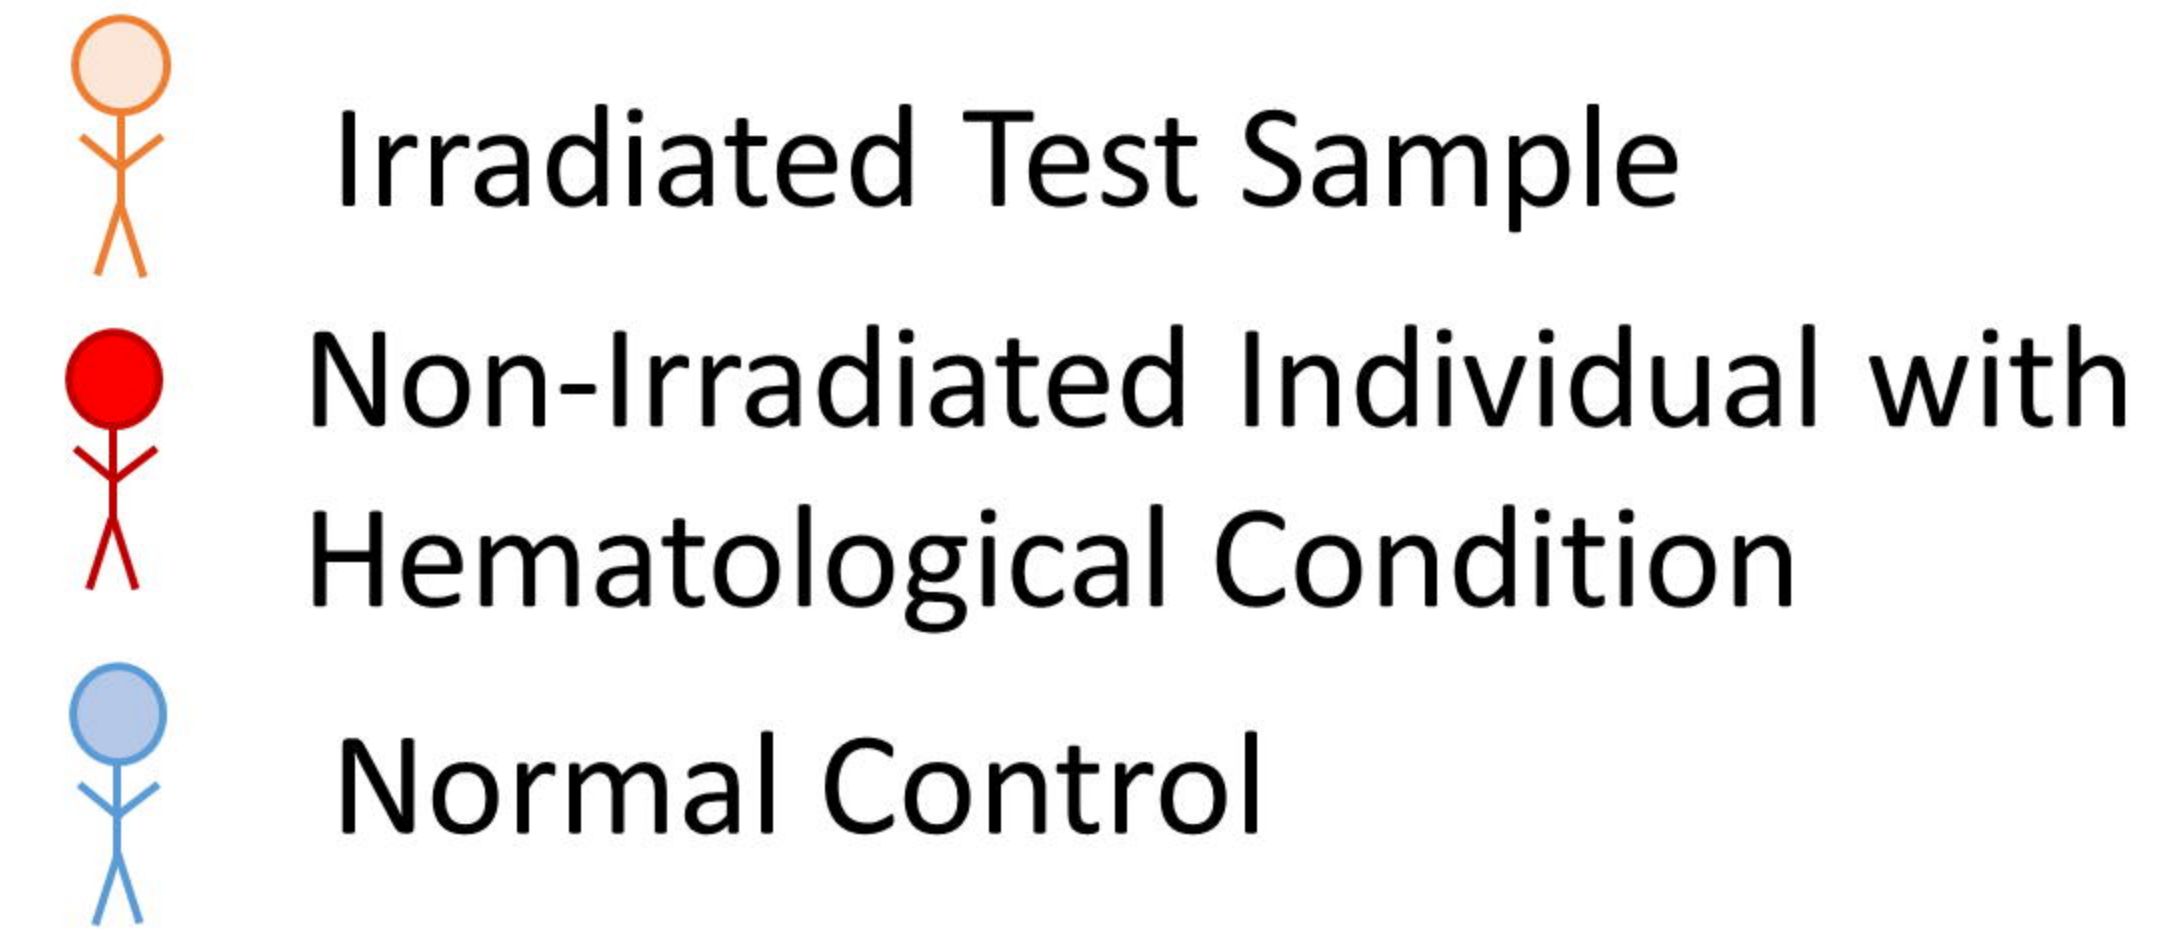 Irradiated Test Sample
Non-Irradiated Individual with
Hematological Condition
Normal Control